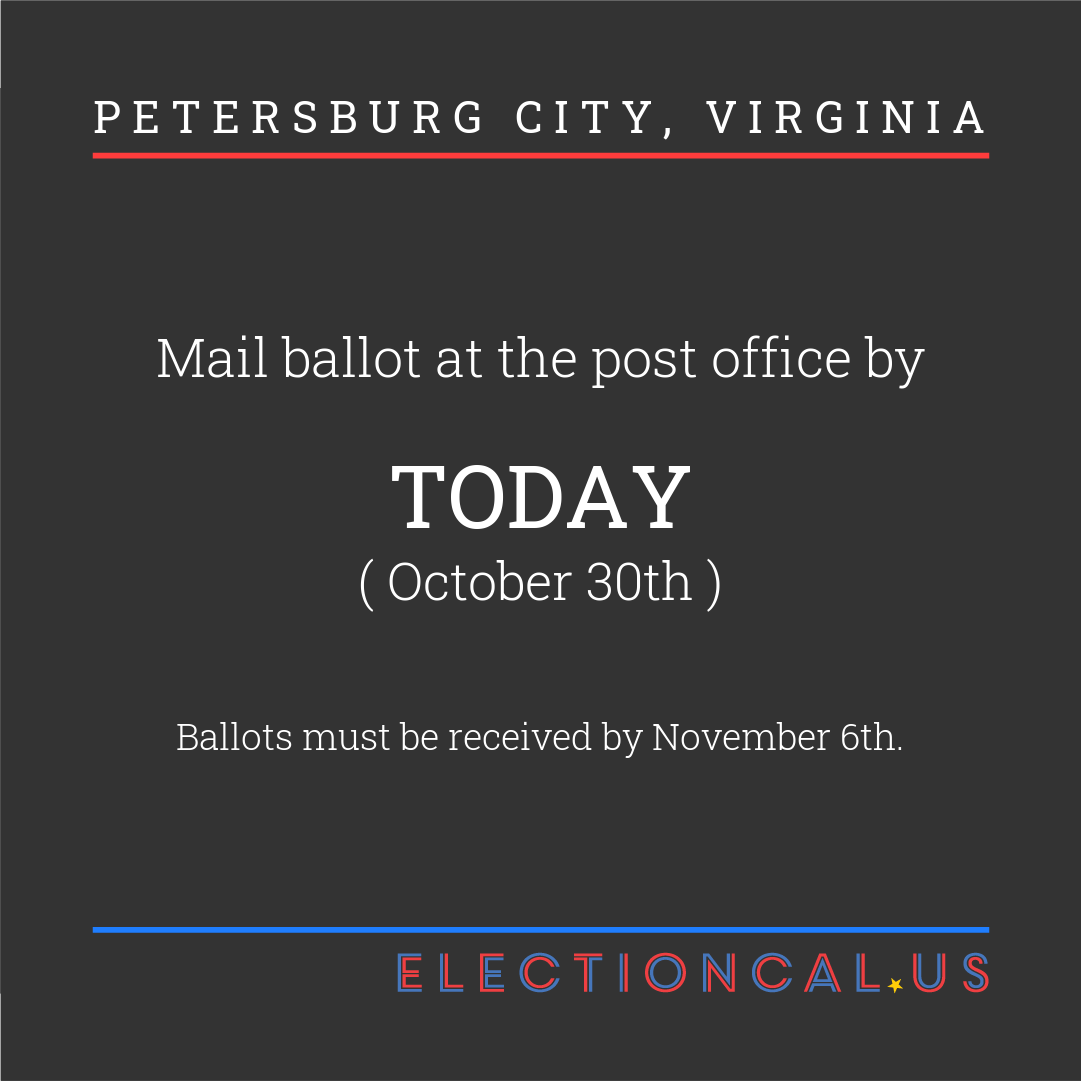 PETERSBURG CITY, VIRGINIA
Mail ballot at the post office by
TODAY
( October 30th )
Ballots must be received by November 6th.
ELECTIONCAL.US